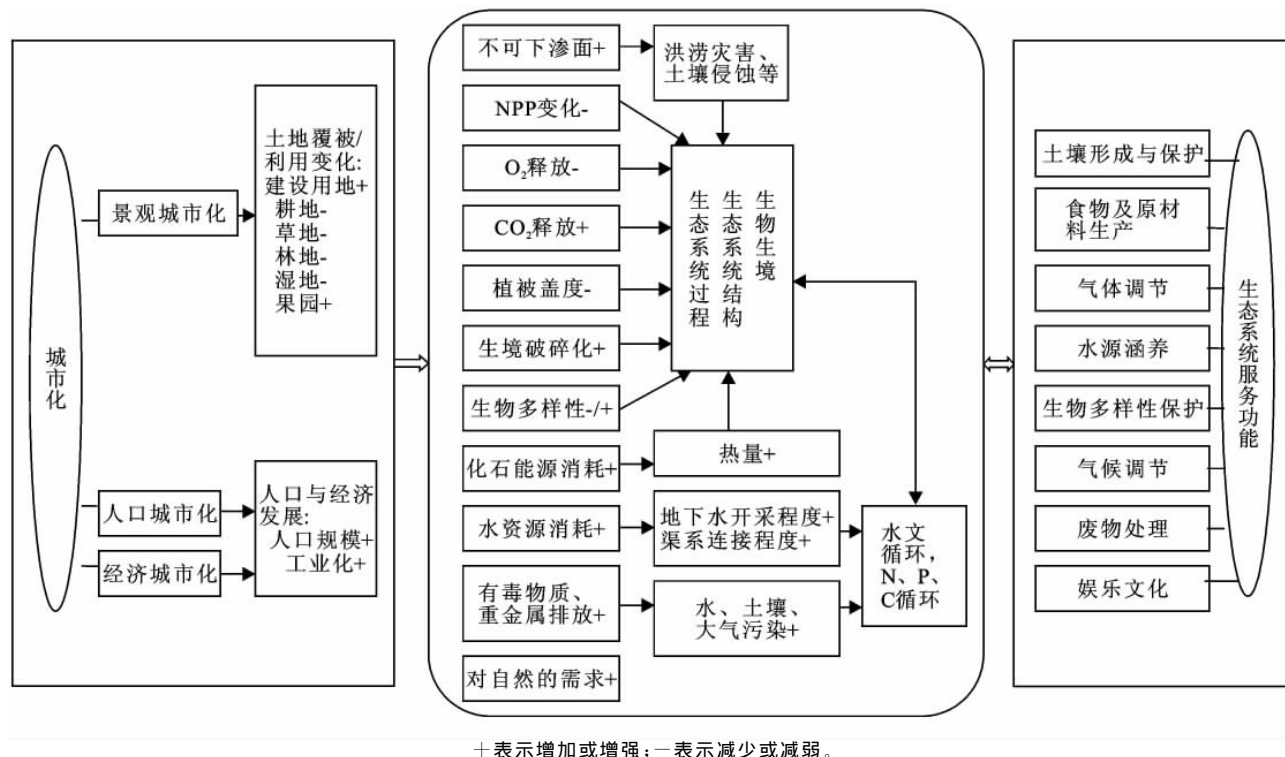 城市化
景观城市化
土地覆被/
利用变化:
建设用地+
耕地-
草地-
林地-
湿地-
果园+
人口城市化
经济城市化
人口与经济
发展:
人口规模+
工业化+
不可下渗面+
洪涝灾害、
土壤侵蚀等
NPP变化-
O₂释放-
CO₂释放+
植被盖度-
生境破碎化+
生物多样性-/+
生物生境
生态系统结构
生态系统过程
化石能源消耗+
热量+
水资源消耗+
地下水开采程度+
渠系连接程度+
有毒物质、
重金属排放+
水、土壤、
大气污染+
水文
循环,
N、P、
C循环
对自然的需求+
土壤形成与保护
食物及原材
料生产
气体调节
水源涵养
生物多样性保护
气候调节
废物处理
娱乐文化
生态系统服务功能
+表示增加或增强;-表示减少或减弱。